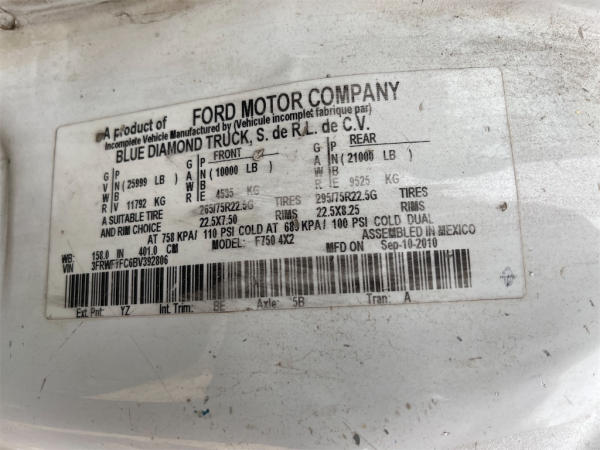 A product of FORD MOTOR COMPANY
Incomplete Vehicle Manufactured by (Vehicule incomplet fabrique par)
BLUE DIAMOND TRUCK, S. de R.L. de C.V.
G P FRONT G P REAR
V N (25999 LB) A N (10000 LB) A N (21000 LB)
W B W B W B
R V 11792 KG R E 4535 KG R E 9525 KG
A SUITABLE TIRE 265/75R22.5G TIRES 295/75R22.5G TIRES
AND RIM CHOICE 22.5X7.50 RIMS 22.5X8.25 RIMS
AT 758 KPA/ 110 PSI COLD AT 689 KPA/ 100 PSI COLD DUAL
WB: 158.0 IN 401.0 CM MODEL: F750 4X2 ASSEMBLED IN MEXICO
VIN MFD ON Sep-10-2010
Ext. Pnt: YZ Int. Trim: BE Axle: 5B Tran: A